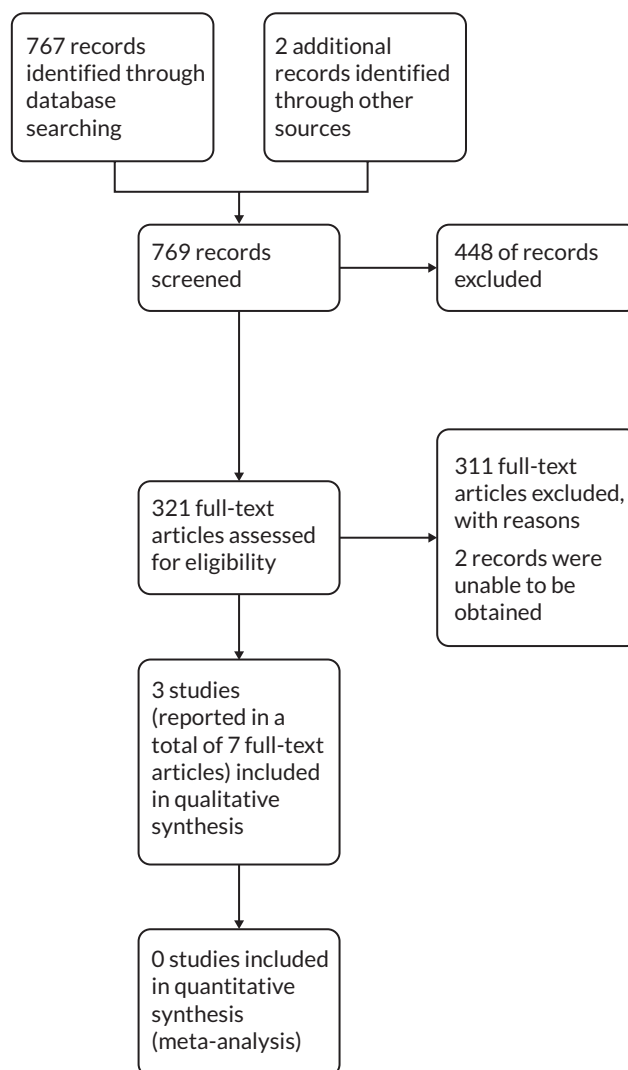 767 records
identified through
database
searching
2 additional
records identified
through other
sources
769 records
screened
448 of records
excluded
321 full-text
articles assessed
for eligibility
311 full-text
articles excluded,
with reasons
2 records were
unable to be
obtained
3 studies
(reported in a
total of 7 full-text
articles) included
in qualitative
synthesis
0 studies included
in quantitative
synthesis
(meta-analysis)